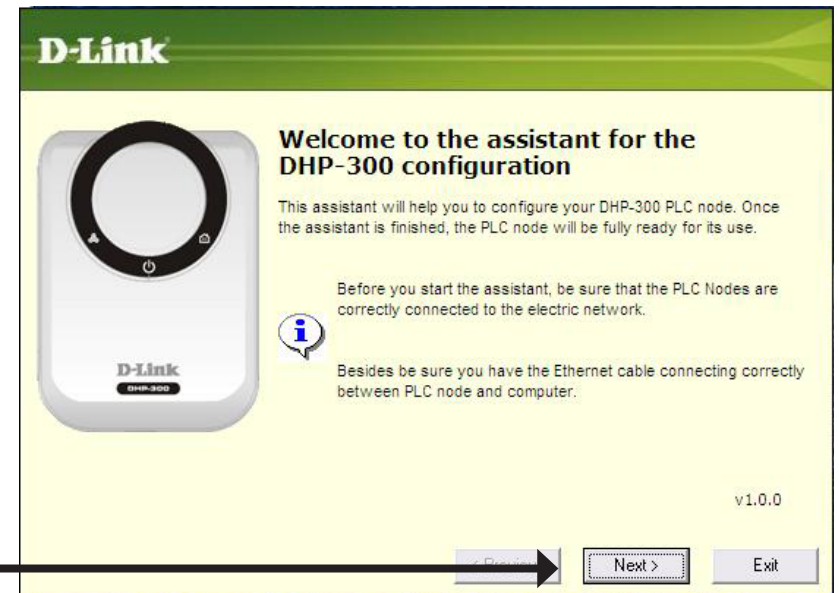 D-Link
Welcome to the assistant for the
DHP-300 configuration
This assistant will help you to configure your DHP-300 PLC node. Once
the assistant is finished, the PLC node will be fully ready for its use.
Before you start the assistant, be sure that the PLC Nodes are
correctly connected to the electric network.
Besides be sure you have the Ethernet cable connecting correctly
between PLC node and computer.
D-Link
DHP-300
v1.0.0
Next >
Exit